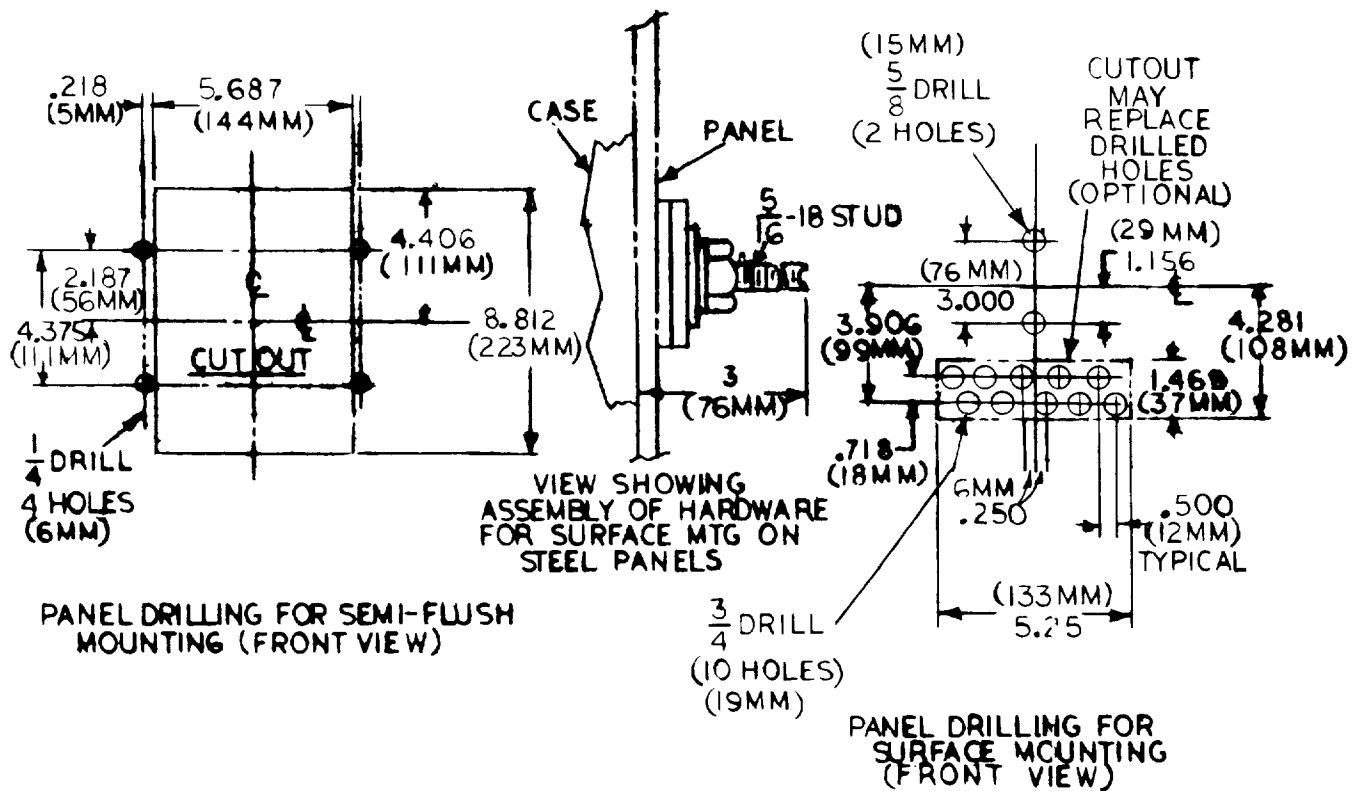 .218
(5MM)
5.687
(144MM)
4.406
(111MM)
2.187
(56MM)
4.375
(111MM)
8.812
(223MM)
CUTOUT
1/4 DRILL
4 HOLES
(6MM)
PANEL DRILLING FOR SEMI-FLUSH
MOUNTING (FRONT VIEW)
CASE
PANEL
5/6-18 STUD
3
(76MM)
VIEW SHOWING
ASSEMBLY OF HARDWARE
FOR SURFACE MTG ON
STEEL PANELS
(15MM)
5/8 DRILL
(2 HOLES)
CUTOUT
MAY
REPLACE
DRILLED
HOLES
(OPTIONAL)
(29MM)
1.156
(76MM)
3.000
3.906
(99MM)
4.281
(108MM)
(37MM)
.718
(18MM)
6MM
.250
.500
(12MM)
TYPICAL
(133MM)
3/4 DRILL
(10 HOLES)
(19MM)
PANEL DRILLING FOR
SURFACE MOUNTING
(FRONT VIEW)